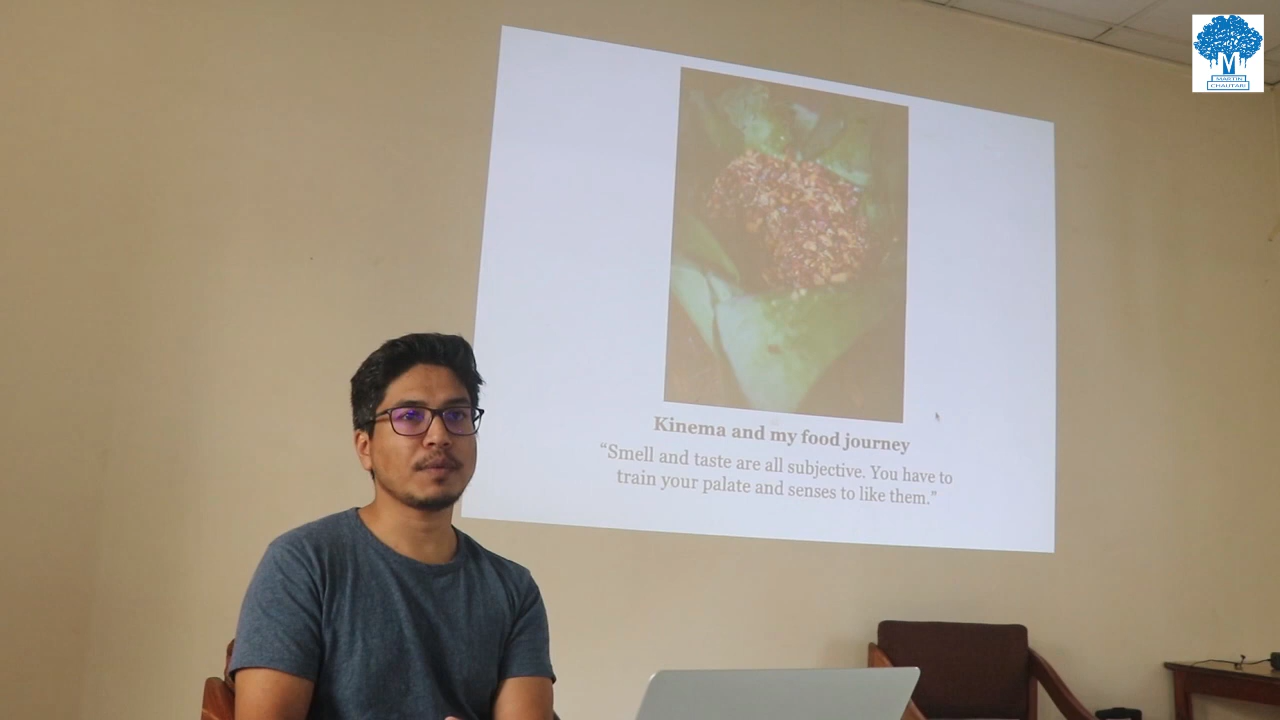 M
MARTIN
CHAUTARI
Kinema and my food journey
“Smell and taste are all subjective. You have to
train your palate and senses to like them.”